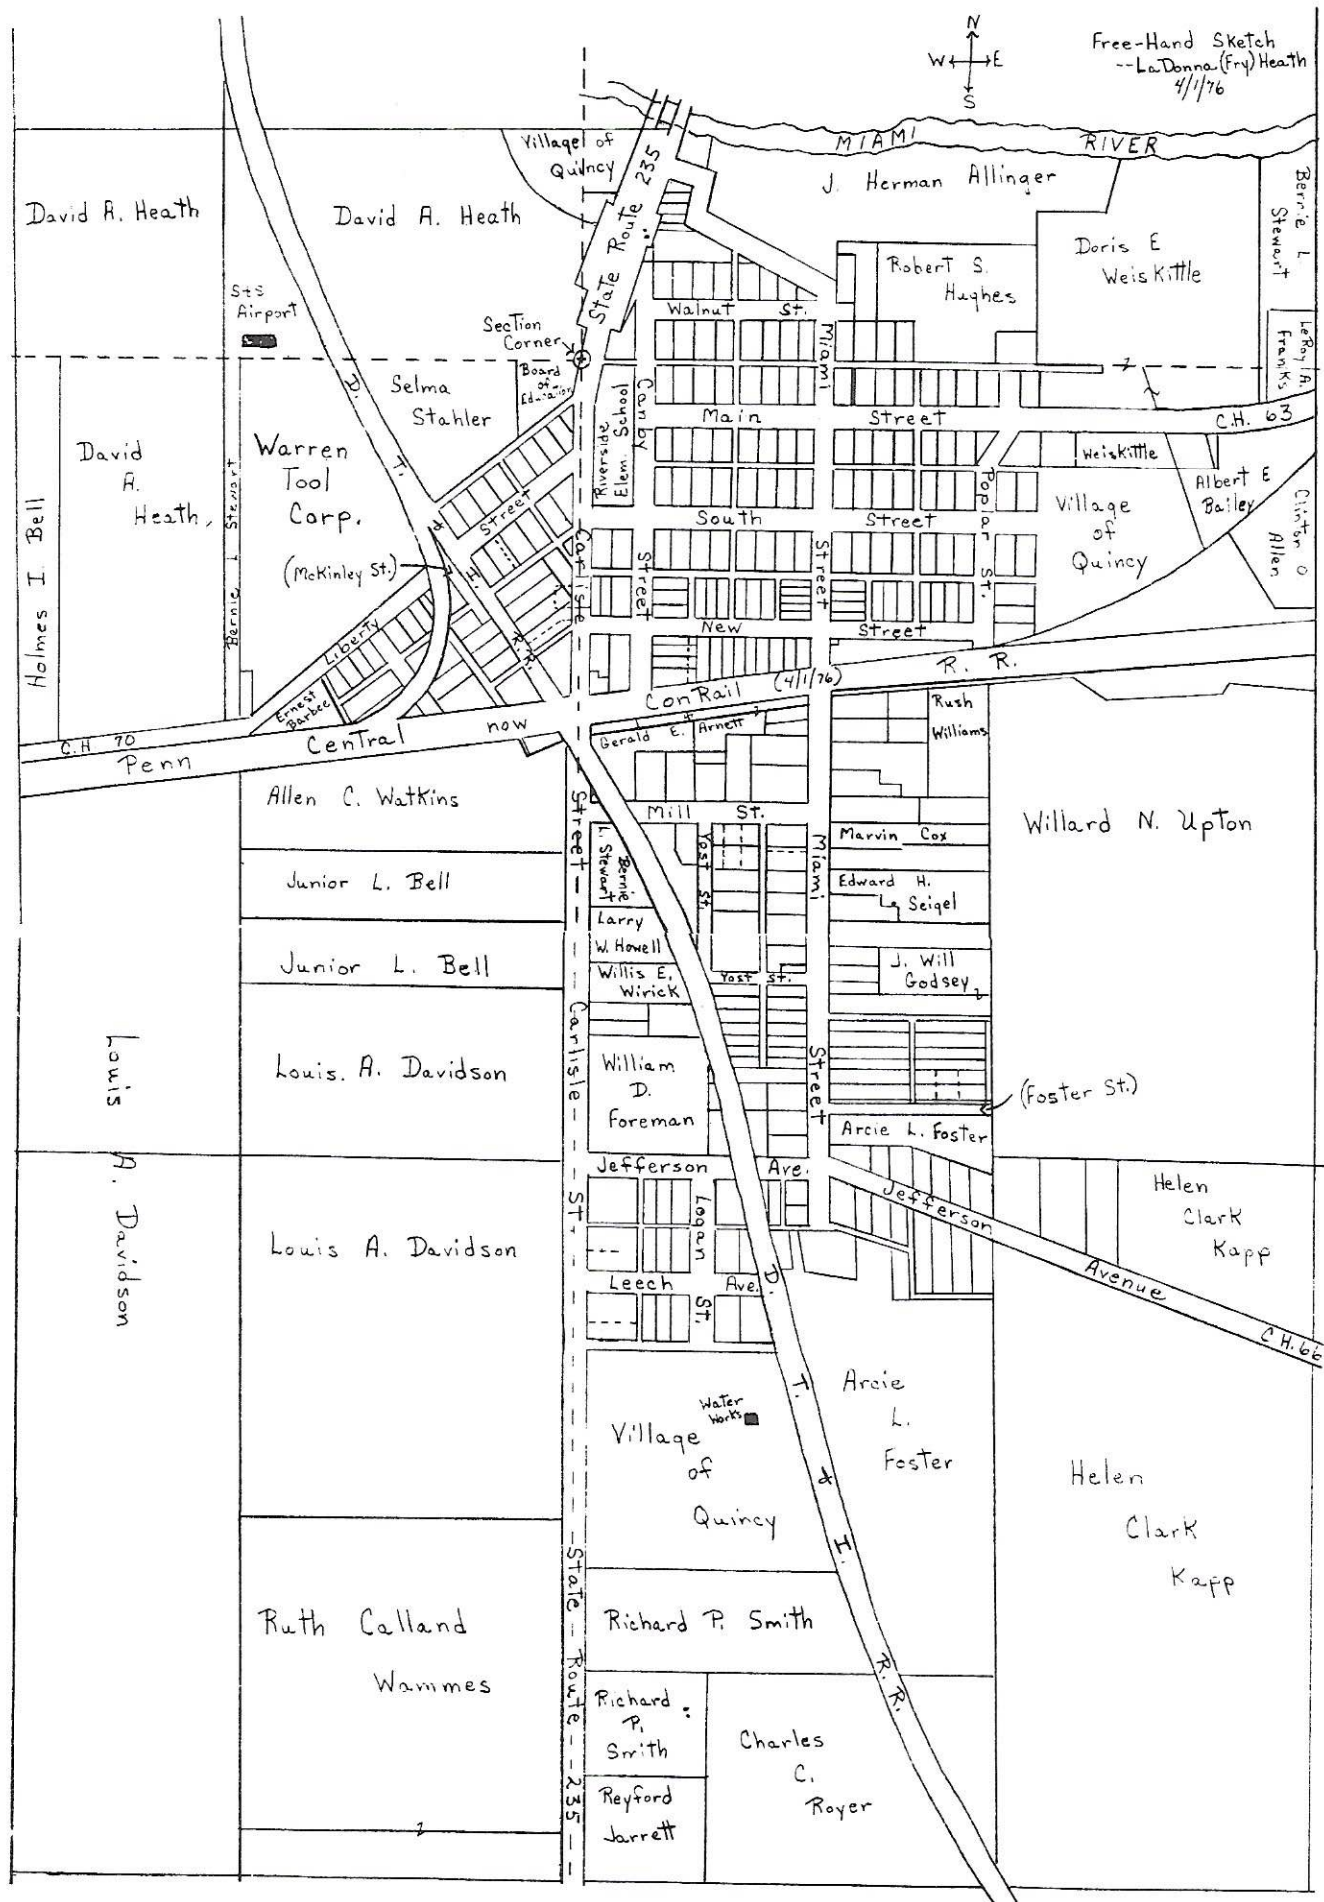 N
W E
S
Free-Hand Sketch
--LaDonna (Fry) Heath
4/1/76
MIAMI RIVER
Village of
Quincy
State Route 235
J. Herman Allinger
Bernie L
Stewart
David A. Heath
David A. Heath
Doris E
Weiskittle
Robert S.
Hughes
S+S
Airport
Walnut St.
Section
Corner
LeRoy A.
Franks
Selma
Stahler
Board
of
Education
Riverside
Elem. School
Canby
Street
Miami
Street
Main Street
C.H. 63
David
A.
Heath
Warren
Tool
Corp.
Bernie L Stewart
Holmes I. Bell
Weiskittle
Albert E
Bailey
Clinton O
Allen
Poplar St.
Village
of
Quincy
South Street
Street
(McKinley St.)
D. T. & I. R.R.
Carlisle
New Street
Liberty
Ernest
Barbee
C.H 70
Penn Central now ConRail (4/1/76) R. R.
Rush
Williams
Gerald E. Arnett
Allen C. Watkins
Mill St.
Willard N. Upton
Marvin Cox
Street
Bernie
L. Stewart
Yost St.
Miami
Street
Junior L. Bell
Edward H.
Le Seigel
Larry
W. Howell
Junior L. Bell
Willis E.
Wirick
Yost St.
J. Will
Godsey
Carlisle
St.
Louis A. Davidson
Louis. A. Davidson
William
D.
Foreman
(Foster St.)
Arcie L. Foster
Jefferson Ave.
Jefferson
Avenue
C H. 66
Helen
Clark
Kapp
Logan
St.
Louis A. Davidson
Leech Ave.
D. T. & I. R. R.
Water
Works
Village
of
Quincy
Arcie
L.
Foster
Helen
Clark
Kapp
Ruth Calland
Wammes
State Route 235
Richard P. Smith
Richard
P.
Smith
Charles
C.
Royer
Reyford
Jarrett